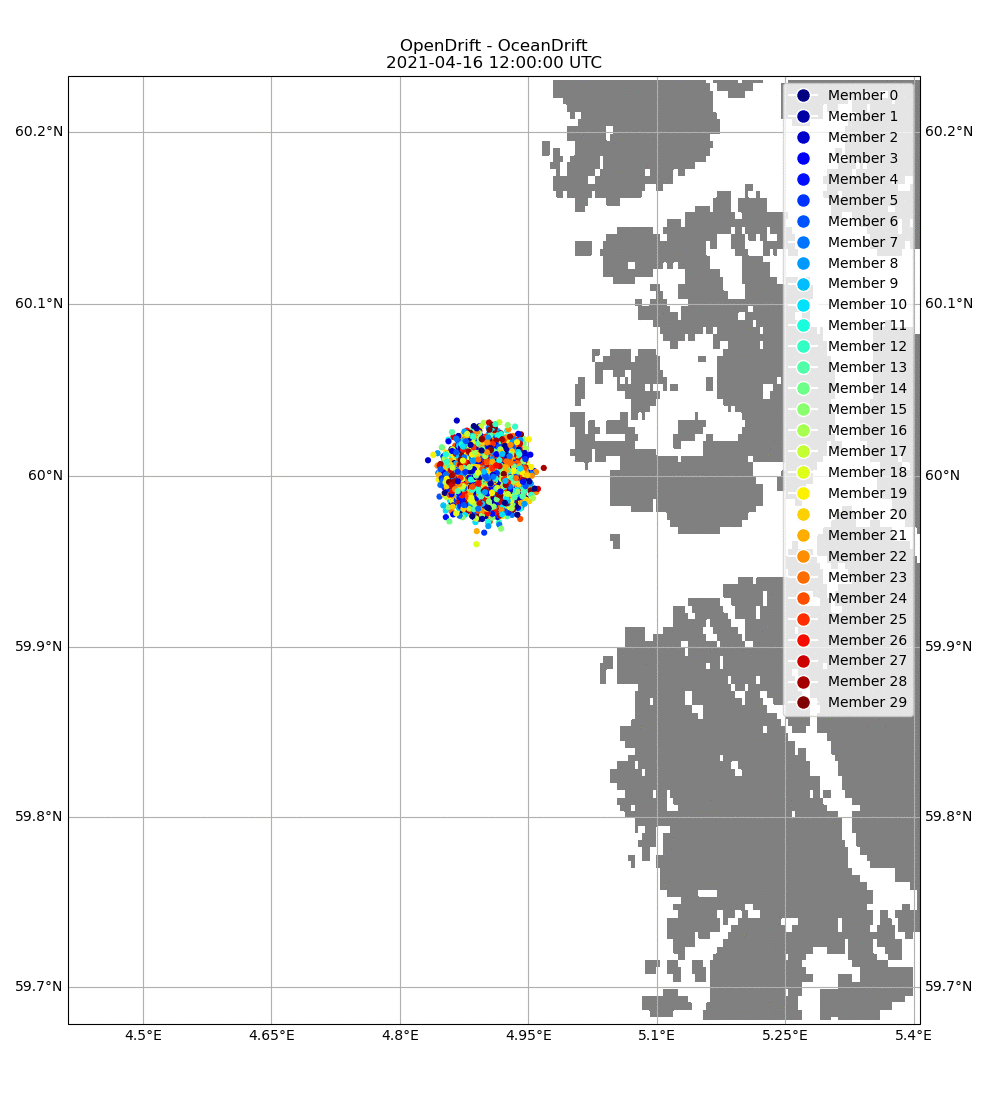 OpenDrift - OceanDrift
2021-04-16 12:00:00 UTC
60.2°N
60.1°N
60°N
59.9°N
59.8°N
59.7°N
60.2°N
60.1°N
60°N
59.9°N
59.8°N
59.7°N
4.5°E
4.65°E
4.8°E
4.95°E
5.1°E
5.25°E
5.4°E
Member 0
Member 1
Member 2
Member 3
Member 4
Member 5
Member 6
Member 7
Member 8
Member 9
Member 10
Member 11
Member 12
Member 13
Member 14
Member 15
Member 16
Member 17
Member 18
Member 19
Member 20
Member 21
Member 22
Member 23
Member 24
Member 25
Member 26
Member 27
Member 28
Member 29